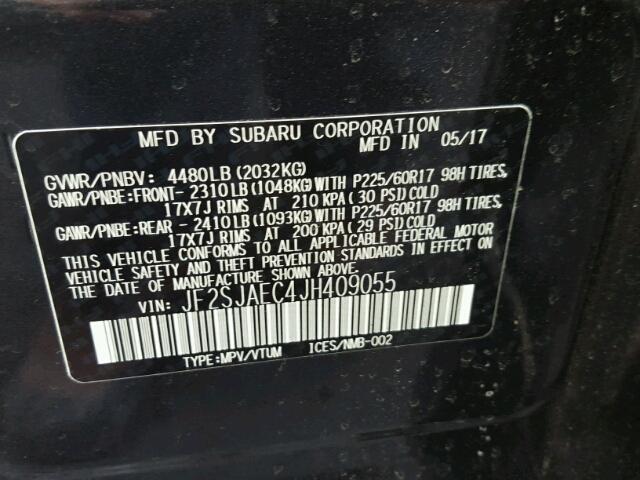 MFD BY SUBARU CORPORATION
MFD IN 05/17
GVWR/PNBV: 4480LB(2032KG)
GAWR/PNBE:FRONT-2310LB(1048KG)WITH P225/60R17 98H TIRES,
17X7J RIMS AT 210 KPA(30 PSI)COLD
GAWR/PNBE:REAR -2410LB(1093KG)WITH P225/60R17 98H TIRES,
17X7J RIMS AT 200 KPA(29 PSI)COLD
THIS VEHICLE CONFORMS TO ALL APPLICABLE FEDERAL MOTOR
VEHICLE SAFETY AND THEFT PREVENTION STANDARDS IN EFFECT ON
THE DATE OF MANUFACTURE SHOWN ABOVE.
VIN: JF2SJAEC4JH409055
TYPE:MPV/VTUM ICES/NMB-002